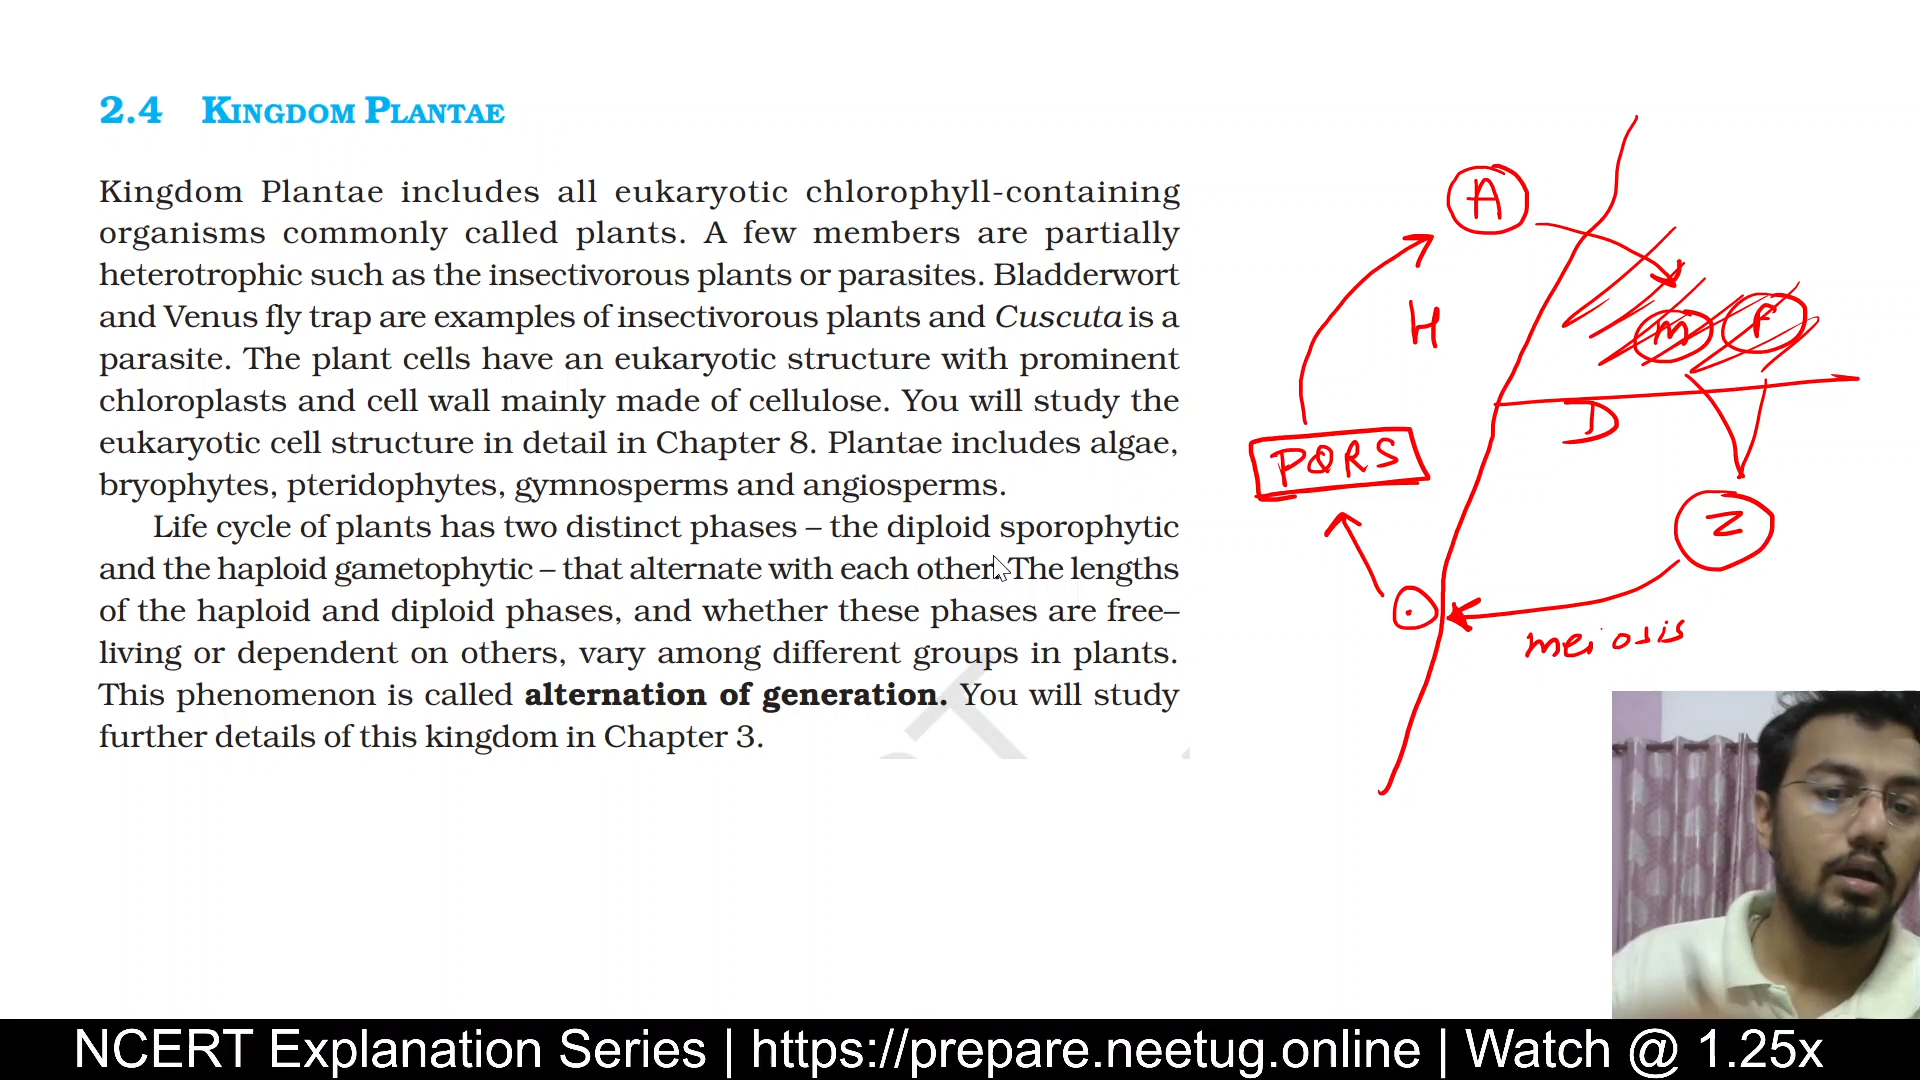 2.4 KINGDOM PLANTAE
Kingdom Plantae includes all eukaryotic chlorophyll-containing
organisms commonly called plants. A few members are partially
heterotrophic such as the insectivorous plants or parasites. Bladderwort
and Venus fly trap are examples of insectivorous plants and Cuscuta is a
parasite. The plant cells have an eukaryotic structure with prominent
chloroplasts and cell wall mainly made of cellulose. You will study the
eukaryotic cell structure in detail in Chapter 8. Plantae includes algae,
bryophytes, pteridophytes, gymnosperms and angiosperms.
Life cycle of plants has two distinct phases – the diploid sporophytic
and the haploid gametophytic – that alternate with each other. The lengths
of the haploid and diploid phases, and whether these phases are free–
living or dependent on others, vary among different groups in plants.
This phenomenon is called alternation of generation. You will study
further details of this kingdom in Chapter 3.
A
H
m F
D
PQRS
Z
meiosis
NCERT Explanation Series | https://prepare.neetug.online | Watch @ 1.25x